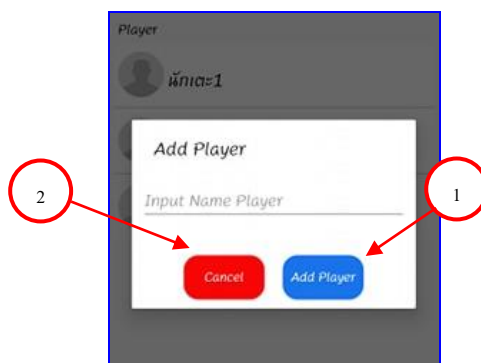 Player
นักเตะ1
Add Player
Input Name Player
2
1
Cancel
Add Player